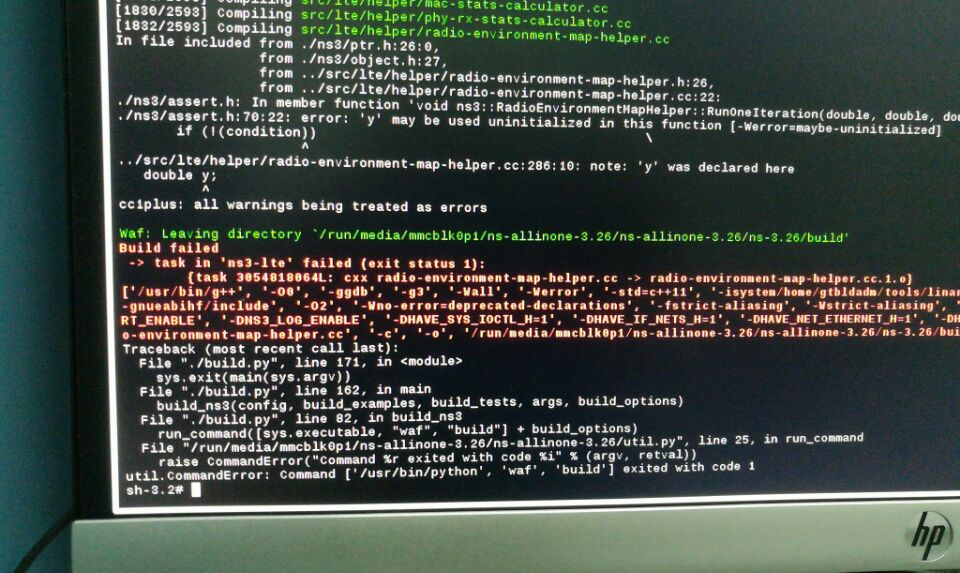 [1830/2593] Compiling src/lte/helper/mac-stats-calculator.cc
[1832/2593] Compiling src/lte/helper/phy-rx-stats-calculator.cc
[1832/2593] Compiling src/lte/helper/radio-environment-map-helper.cc
In file included from ./ns3/ptr.h:26:0,
from ./ns3/object.h:27,
from ../src/lte/helper/radio-environment-map-helper.h:26,
from ../src/lte/helper/radio-environment-map-helper.cc:22:
./ns3/assert.h: In member function 'void ns3::RadioEnvironmentMapHelper::RunOneIteration(double, double, dou
./ns3/assert.h:70:22: error: 'y' may be used uninitialized in this function [-Werror=maybe-uninitialized]
if (!(condition)) \
^
../src/lte/helper/radio-environment-map-helper.cc:286:10: note: 'y' was declared here
double y;
^
cc1plus: all warnings being treated as errors
Waf: Leaving directory `/run/media/mmcblk0p1/ns-allinone-3.26/ns-allinone-3.26/ns-3.26/build'
Build failed
-> task in 'ns3-lte' failed (exit status 1):
{task 3054818064L: cxx radio-environment-map-helper.cc -> radio-environment-map-helper.cc.1.o}
['/usr/bin/g++', '-O0', '-ggdb', '-g3', '-Wall', '-Werror', '-std=c++11', '-isystem/home/gtbldadm/tools/linar
-gnueabihf/include', '-O2', '-Wno-error=deprecated-declarations', '-fstrict-aliasing', '-Wstrict-aliasing', '
RT_ENABLE', '-DNS3_LOG_ENABLE', '-DHAVE_SYS_IOCTL_H=1', '-DHAVE_IF_NETS_H=1', '-DHAVE_NET_ETHERNET_H=1', '-DH
o-environment-map-helper.cc', '-c', '-o', '/run/media/mmcblk0p1/ns-allinone-3.26/ns-allinone-3.26/ns-3.26/bui
Traceback (most recent call last):
File "./build.py", line 171, in <module>
sys.exit(main(sys.argv))
File "./build.py", line 162, in main
build_ns3(config, build_examples, build_tests, args, build_options)
File "./build.py", line 82, in build_ns3
run_command([sys.executable, "waf", "build"] + build_options)
File "/run/media/mmcblk0p1/ns-allinone-3.26/ns-allinone-3.26/util.py", line 25, in run_command
raise CommandError("Command %r exited with code %i" % (argv, retval))
util.CommandError: Command ['/usr/bin/python', 'waf', 'build'] exited with code 1
sh-3.2#
hp